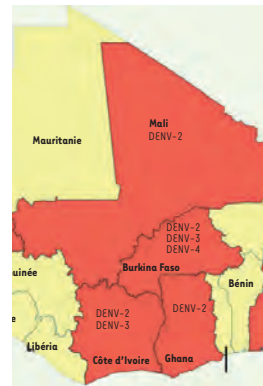 Mali
DENV-2
Mauritanie
DENV-2
DENV-3
DENV-4
Burkina Faso
uinée
Bénin
DENV-2
DENV-3
DENV-2
e
Libéria
Côte d'Ivoire
Ghana